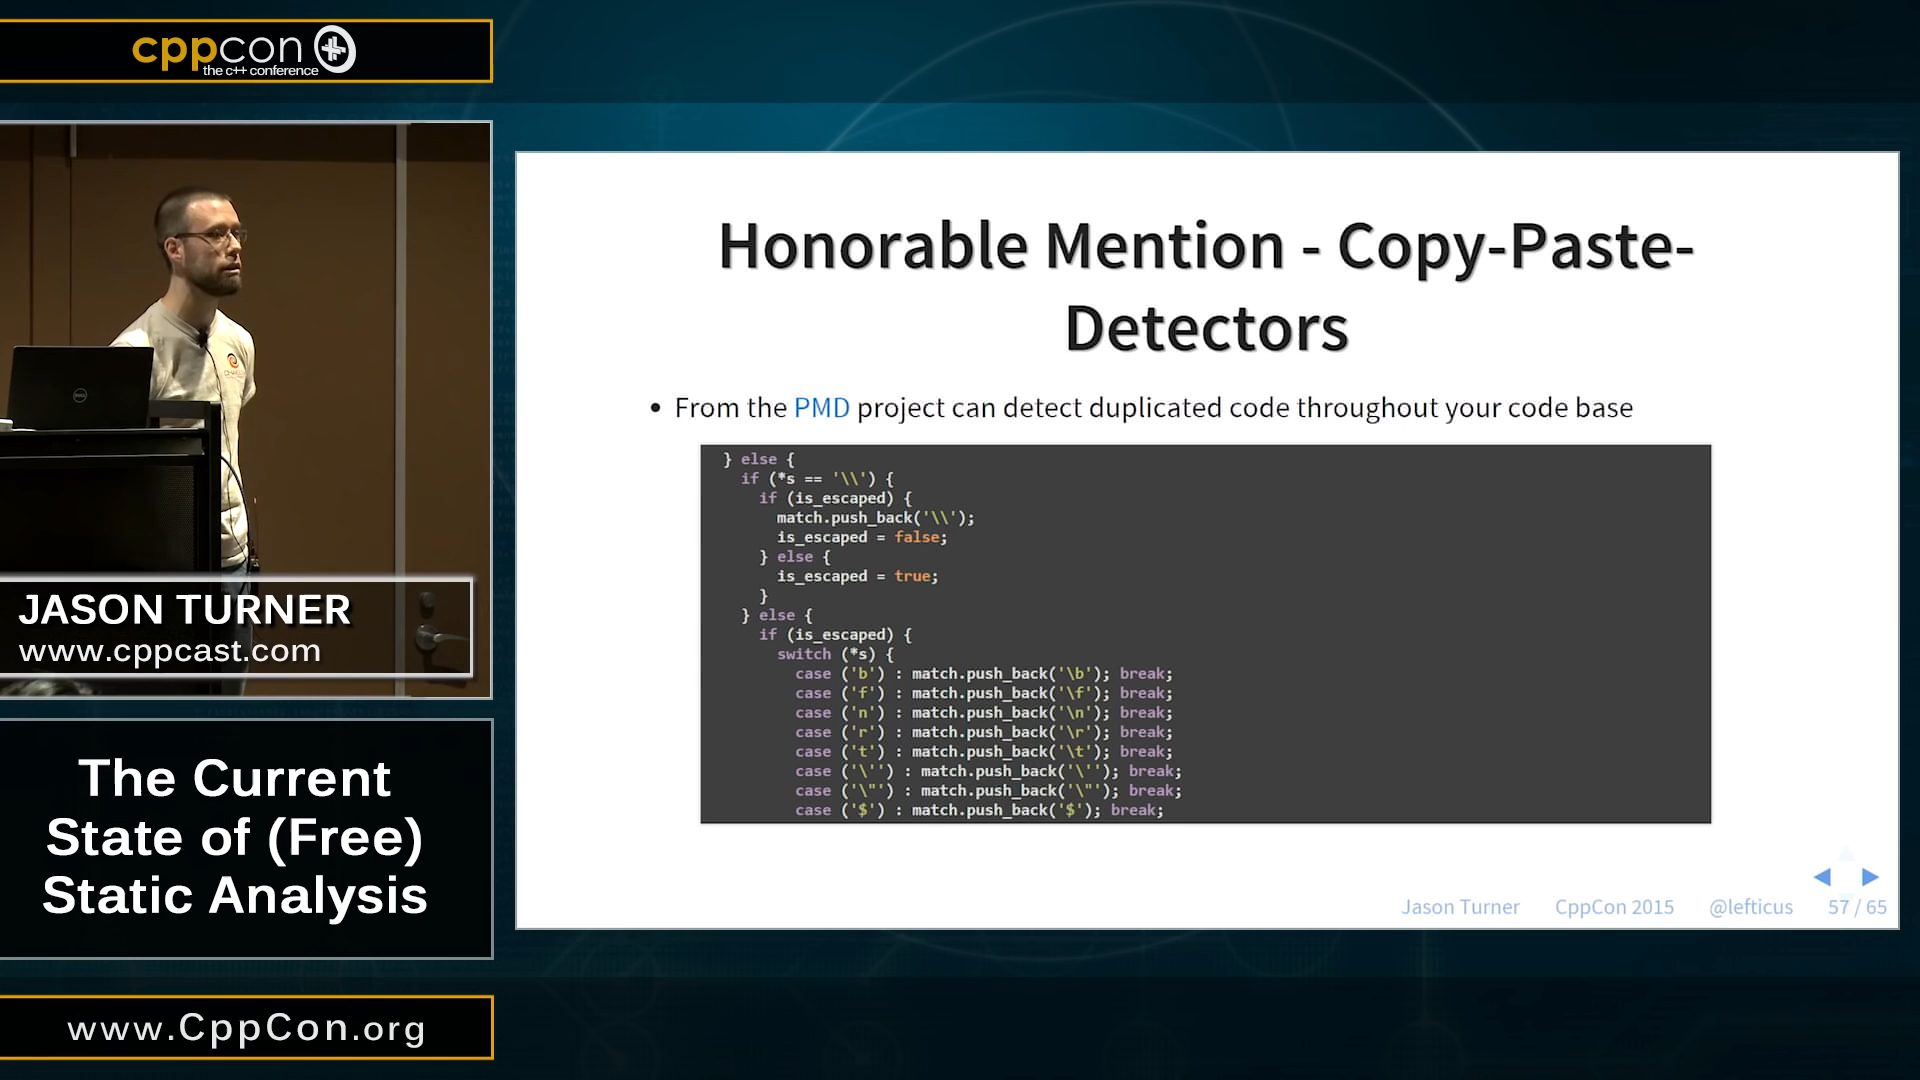 cppcon
the c++ conference
JASON TURNER
www.cppcast.com
The Current
State of (Free)
Static Analysis
www.CppCon.org
Honorable Mention - Copy-Paste-
Detectors
• From the PMD project can detect duplicated code throughout your code base
} else {
if (*s == '\\') {
if (is_escaped) {
match.push_back('\\');
is_escaped = false;
} else {
is_escaped = true;
}
} else {
if (is_escaped) {
switch (*s) {
case ('b') : match.push_back('\b'); break;
case ('f') : match.push_back('\f'); break;
case ('n') : match.push_back('\n'); break;
case ('r') : match.push_back('\r'); break;
case ('t') : match.push_back('\t'); break;
case ('\'') : match.push_back('\''); break;
case ('\"') : match.push_back('\"'); break;
case ('$') : match.push_back('$'); break;
Jason Turner CppCon 2015 @lefticus 57 / 65